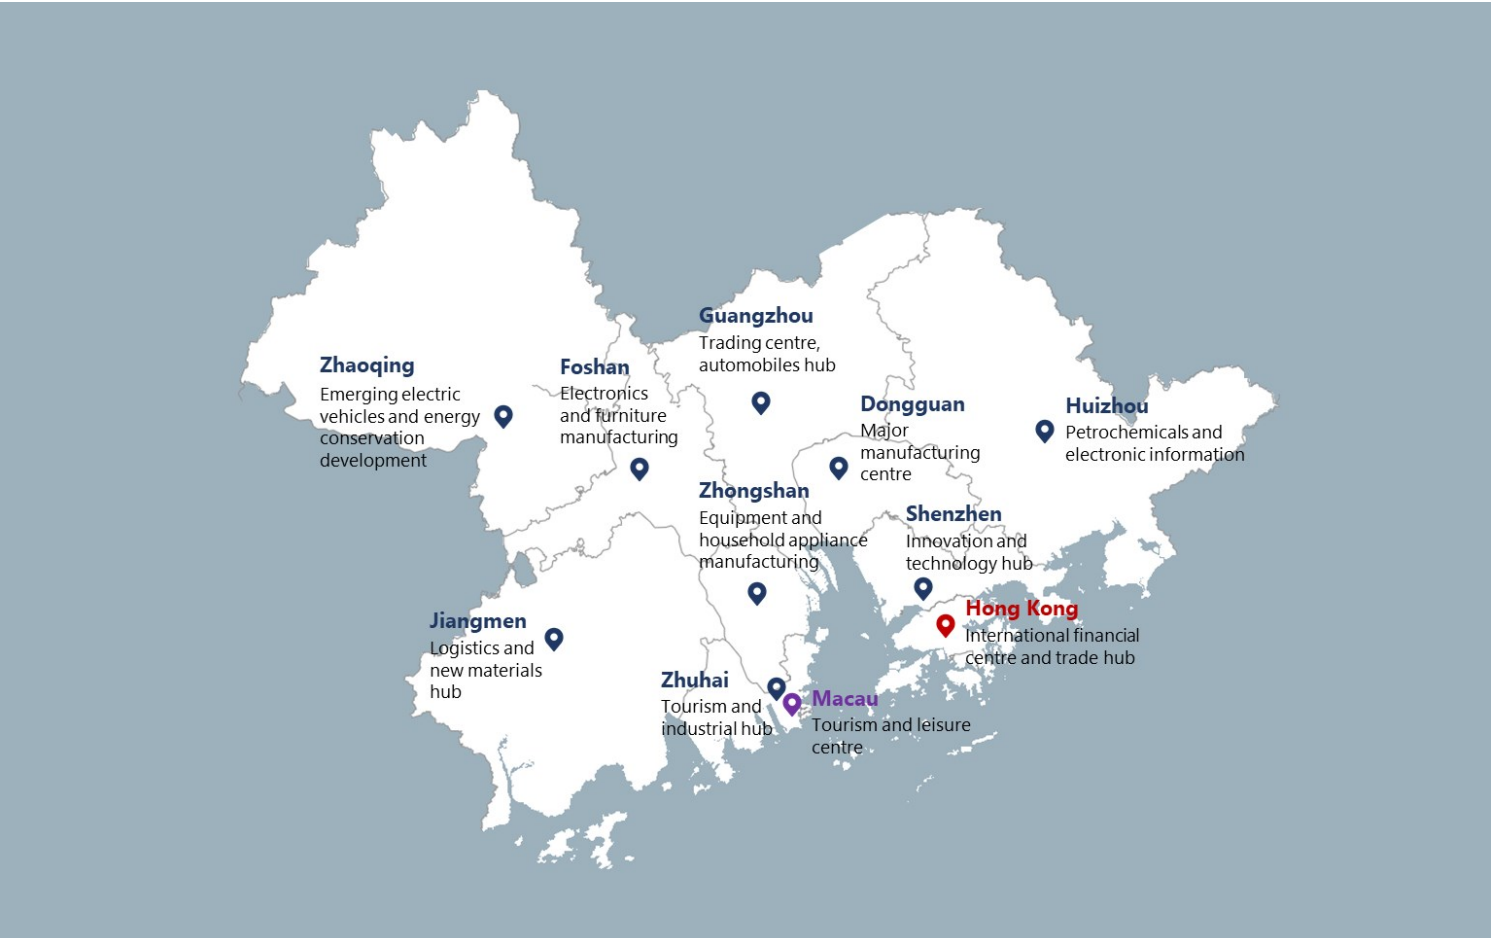 Guangzhou
Trading centre,
automobiles hub
Zhaoqing
Emerging electric
vehicles and energy
conservation
development
Foshan
Electronics
and furniture
manufacturing
Dongguan
Major
manufacturing
centre
Huizhou
Petrochemicals and
electronic information
Zhongshan
Equipment and
household appliance
manufacturing
Shenzhen
Innovation and
technology hub
Hong Kong
International financial
centre and trade hub
Jiangmen
Logistics and
new materials
hub
Zhuhai
Tourism and
industrial hub
Macau
Tourism and leisure
centre